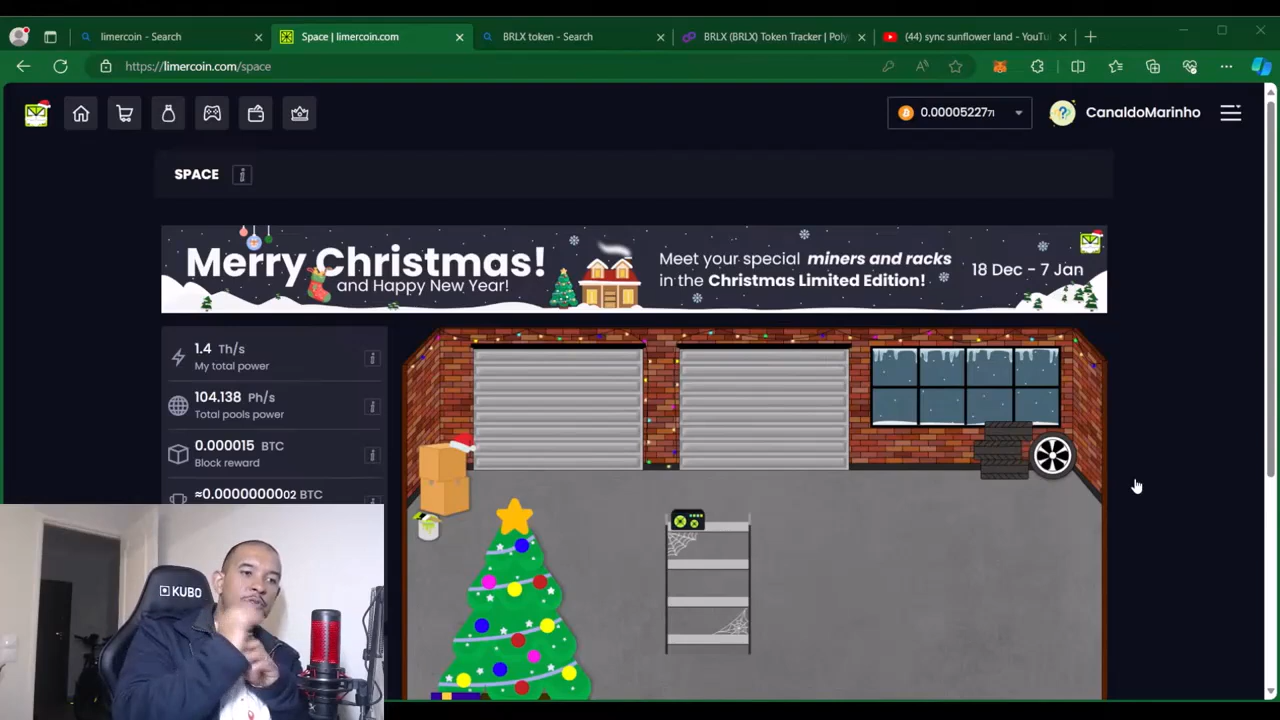 limercoin - Search
Space | limercoin.com
BRLX token - Search
BRLX (BRLX) Token Tracker | Poly
(44) sync sunflower land - YouTu
https://limercoin.com/space
0.0000522771
CanaldoMarinho
SPACE
Merry Christmas!
and Happy New Year!
Meet your special miners and racks
in the Christmas Limited Edition!
18 Dec - 7 Jan
1.4 Th/s
My total power
104.138 Ph/s
Total pools power
0.000015 BTC
Block reward
≈0.0000000002 BTC
KUBO